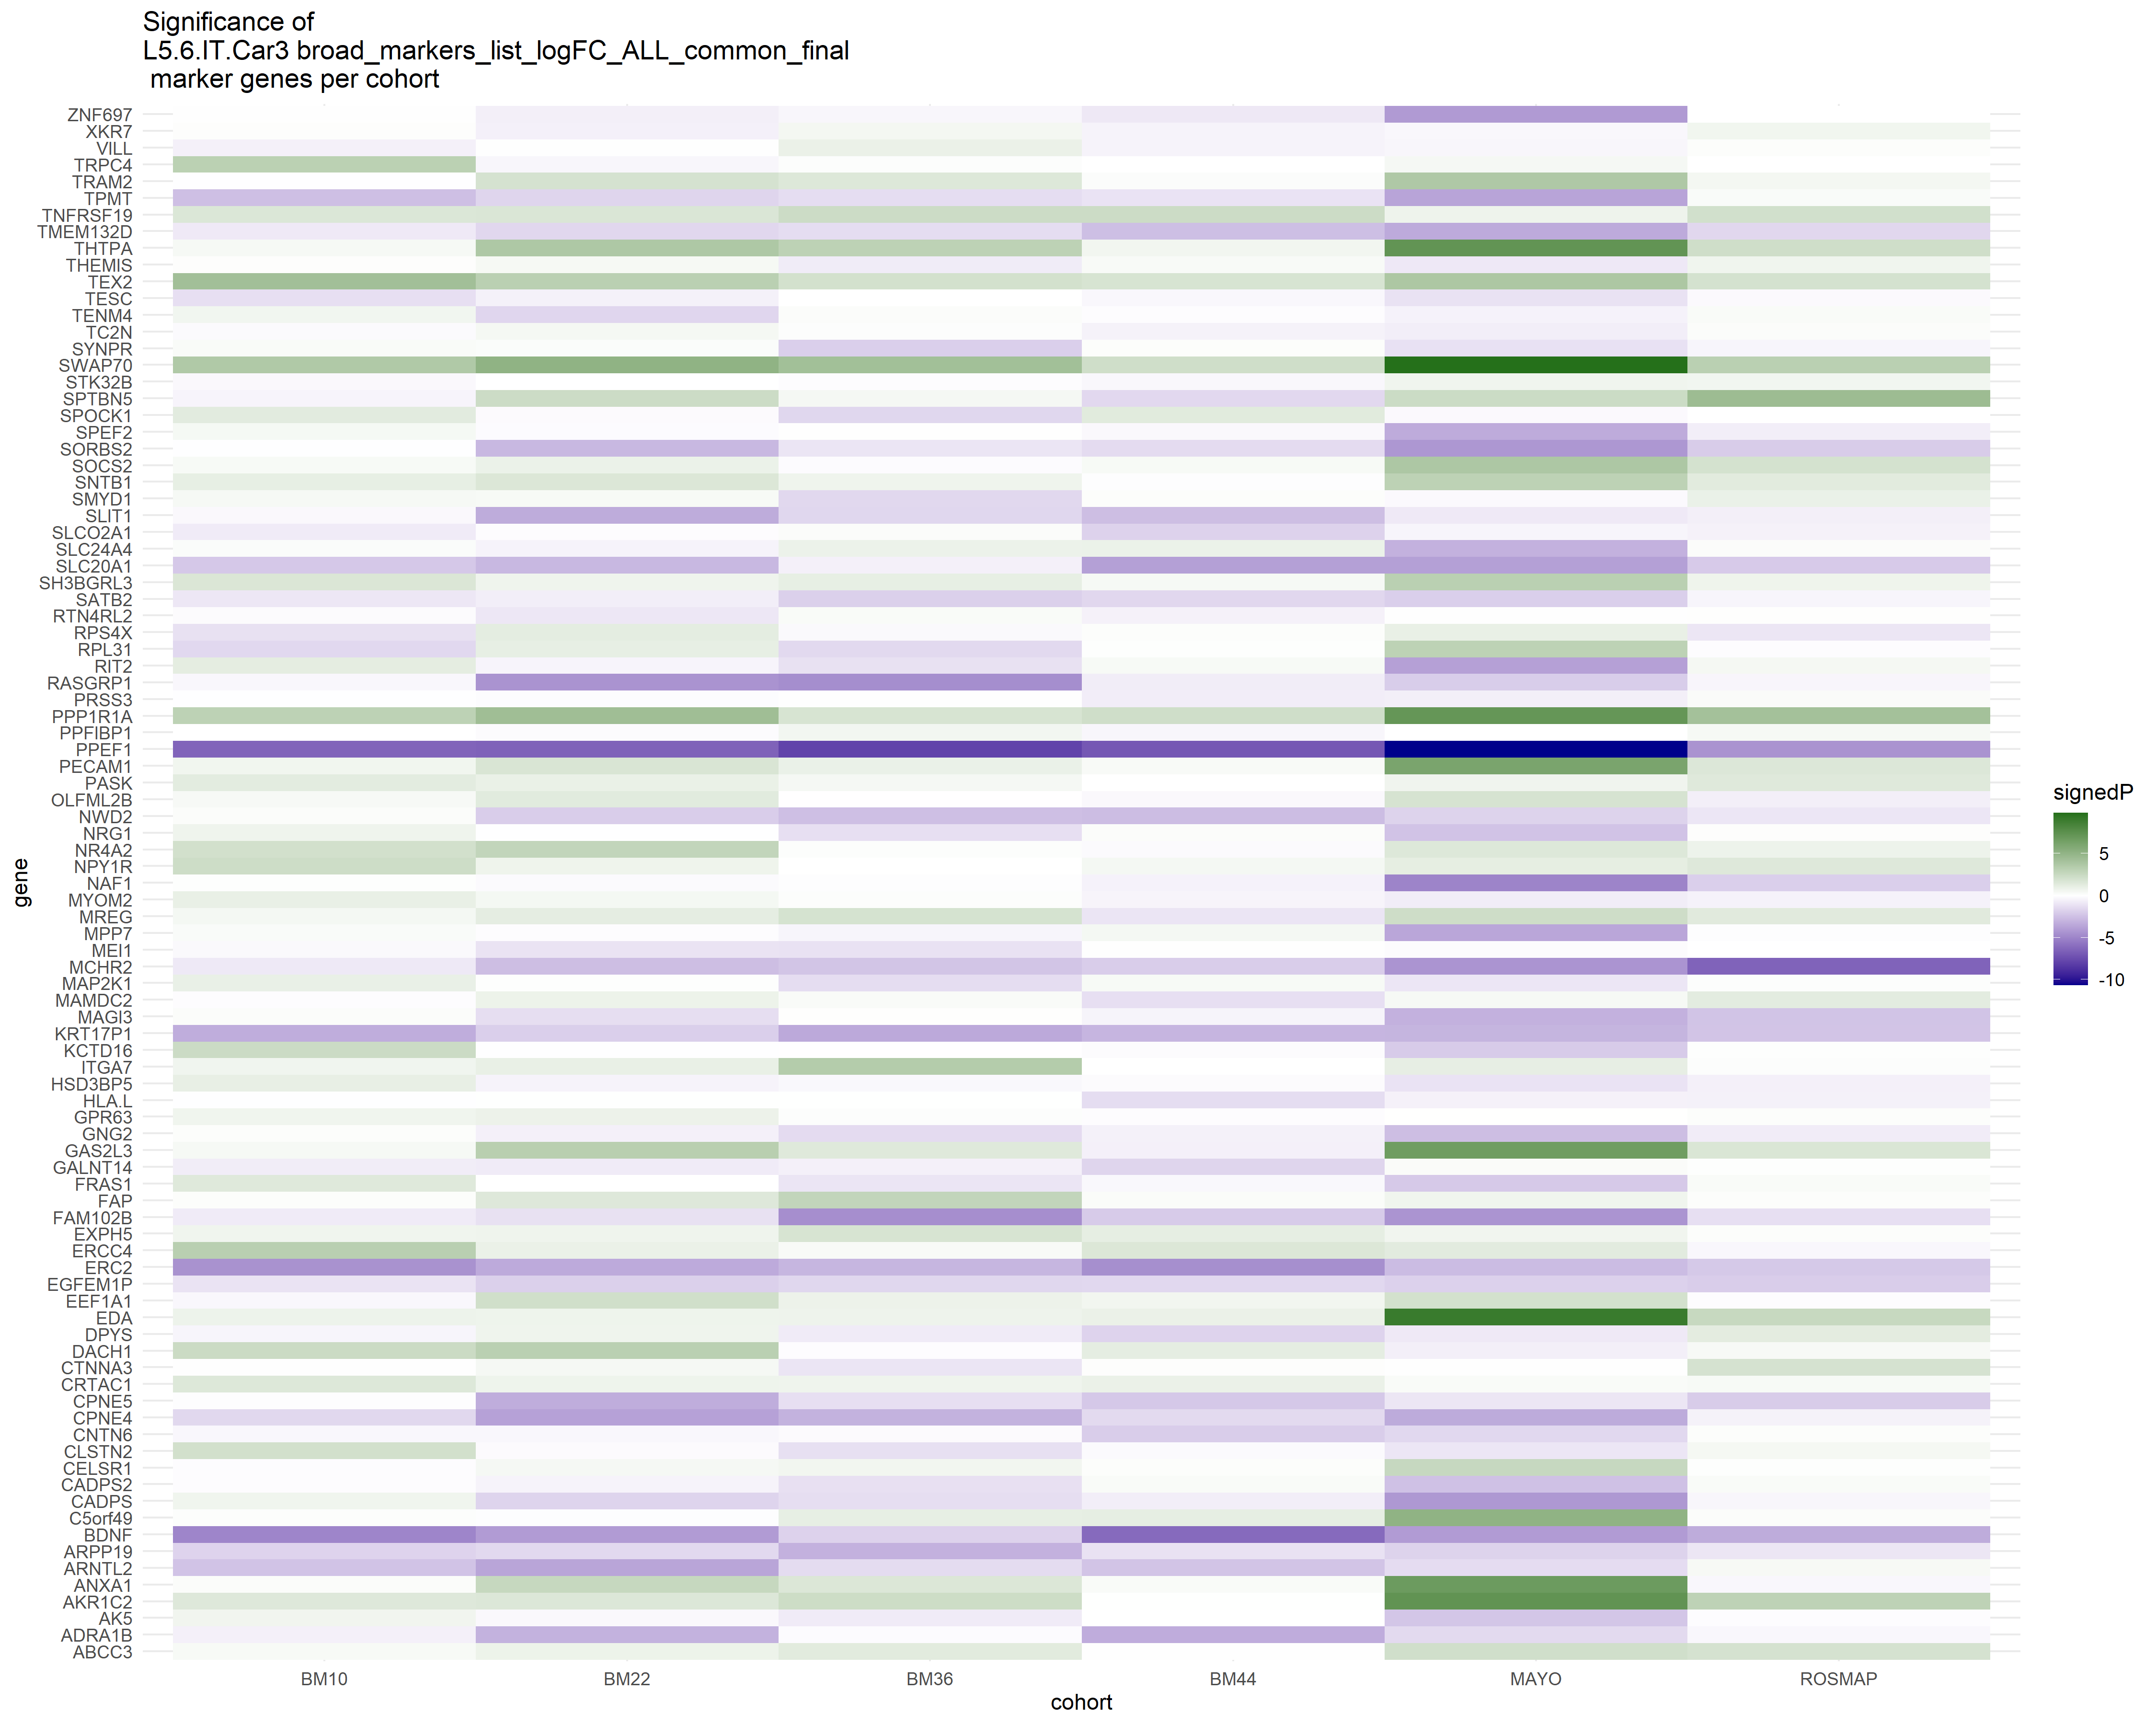 Significance of
L5.6.IT.Car3 broad_markers_list_logFC_ALL_common_final
marker genes per cohort
ZNF697
XKR7
VILL
TRPC4
TRAM2
TPMT
TNFRSF19
TMEM132D
THTPA
THEMIS
TEX2
TESC
TENM4
TC2N
SYNPR
SWAP70
STK32B
SPTBN5
SPOCK1
SPEF2
SORBS2
SOCS2
SNTB1
SMYD1
SLIT1
SLCO2A1
SLC24A4
SLC20A1
SH3BGRL3
SATB2
RTN4RL2
RPS4X
RPL31
RIT2
RASGRP1
PRSS3
PPP1R1A
PPFIBP1
PPEF1
PECAM1
PASK
OLFML2B
NWD2
NRG1
NR4A2
NPY1R
NAF1
MYOM2
MREG
MPP7
MEI1
MCHR2
MAP2K1
MAMDC2
MAGI3
KRT17P1
KCTD16
ITGA7
HSD3BP5
HLA.L
GPR63
GNG2
GAS2L3
GALNT14
FRAS1
FAP
FAM102B
EXPH5
ERCC4
ERC2
EGFEM1P
EEF1A1
EDA
DPYS
DACH1
CTNNA3
CRTAC1
CPNE5
CPNE4
CNTN6
CLSTN2
CELSR1
CADPS2
CADPS
C5orf49
BDNF
ARPP19
ARNTL2
ANXA1
AKR1C2
AK5
ADRA1B
ABCC3
gene
BM10 BM22 BM36 BM44 MAYO ROSMAP
cohort
signedP
5
0
-5
-10